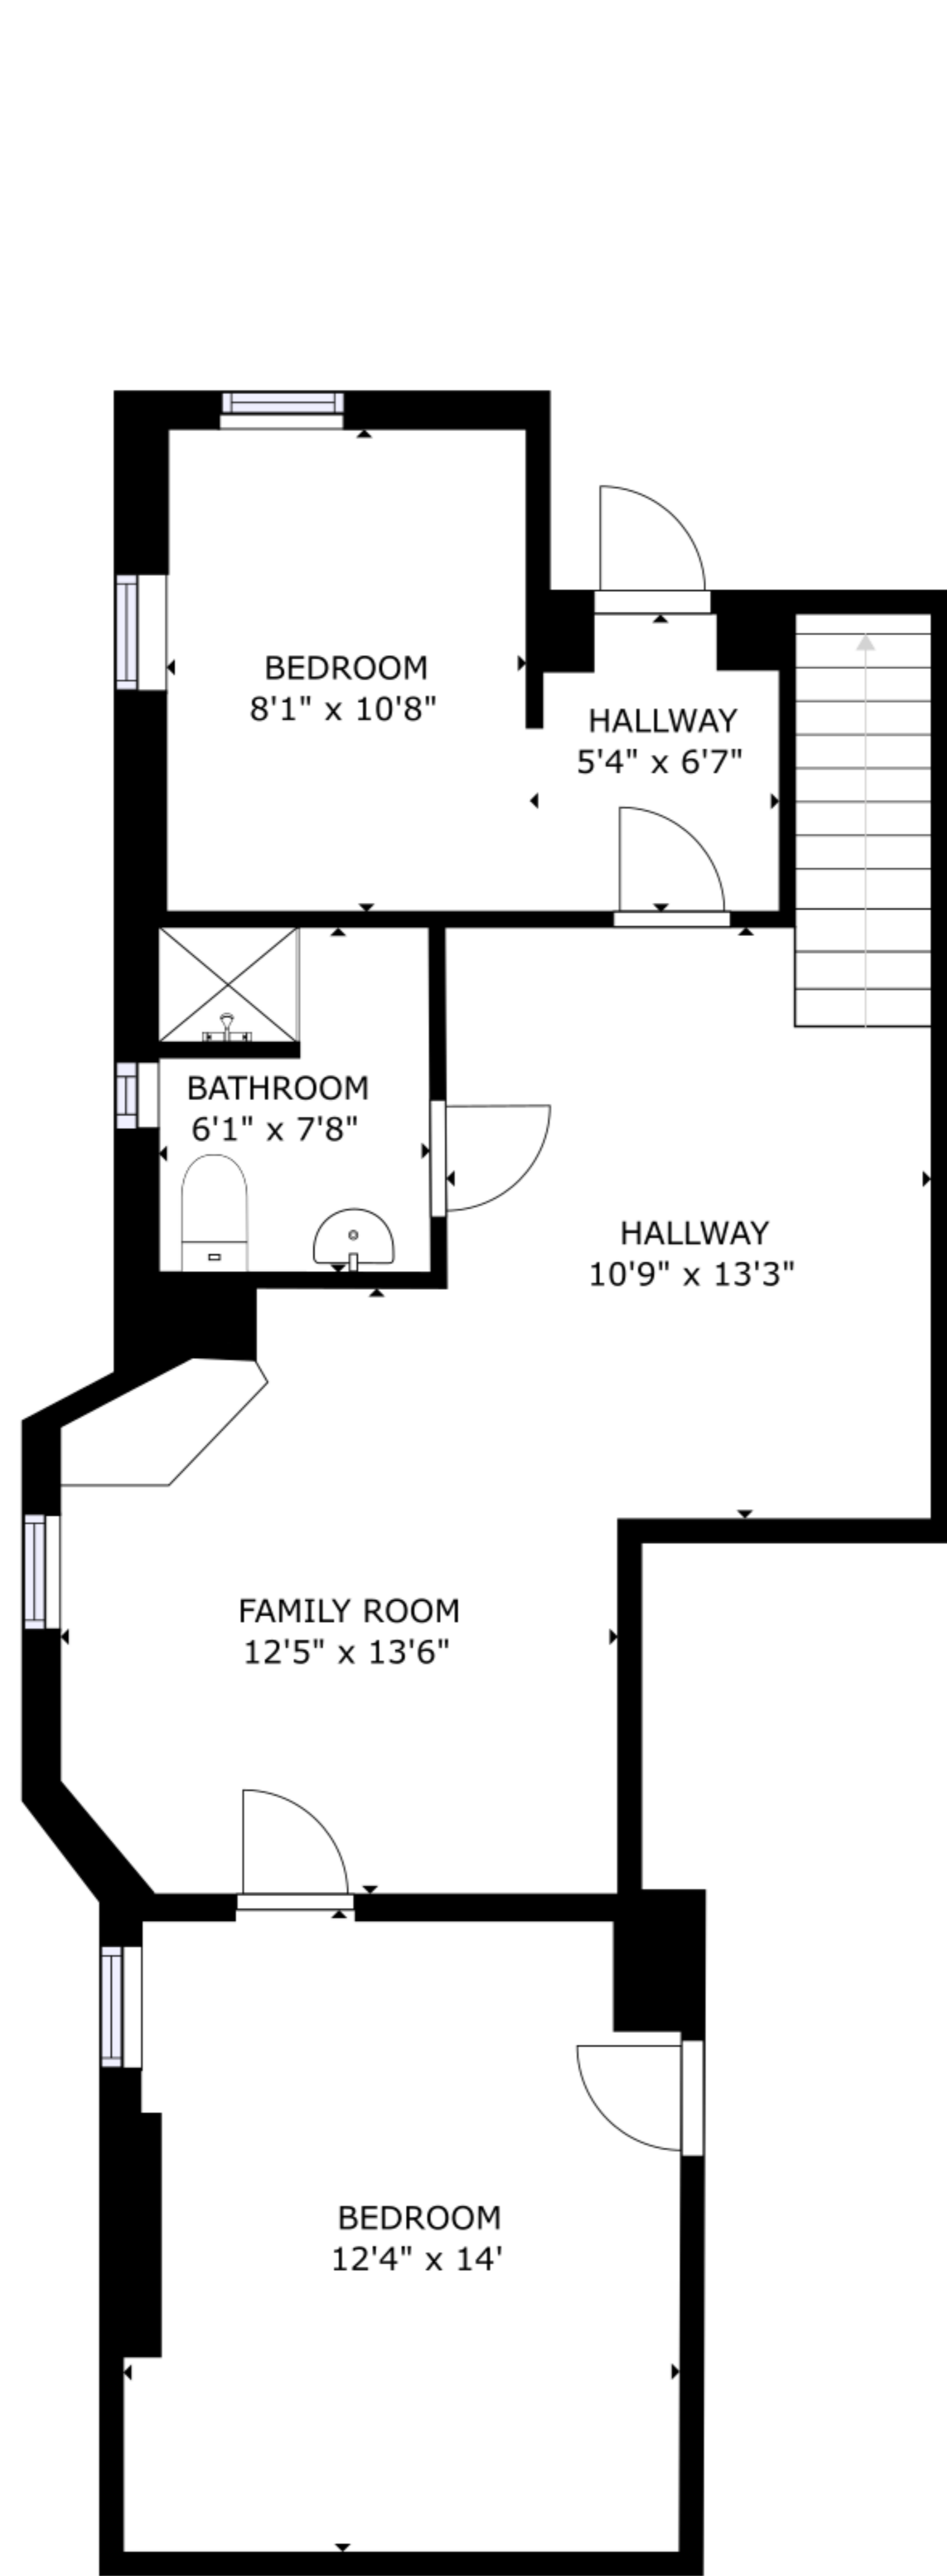 BEDROOM
8'1" x 10'8"
HALLWAY
5'4" x 6'7"
BATHROOM
6'1" x 7'8"
HALLWAY
10'9" x 13'3"
FAMILY ROOM
12'5" x 13'6"
BEDROOM
12'4" x 14'